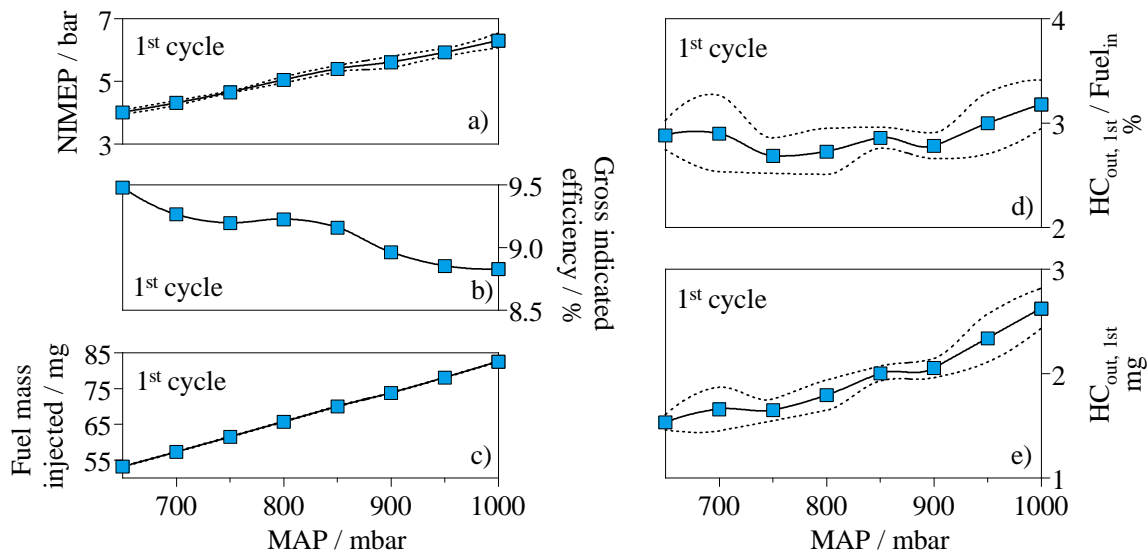 NIMEP / bar
7
5
3
1st cycle
a)
Gross indicated
efficiency / %
9.5
9.0
8.5
1st cycle
b)
Fuel mass
injected / mg
85
75
65
55
1st cycle
c)
700 800 900 1000
MAP / mbar
HCout, 1st / Fuelin
%
4
3
2
1st cycle
d)
HCout, 1st
mg
3
2
1
1st cycle
e)
700 800 900 1000
MAP / mbar